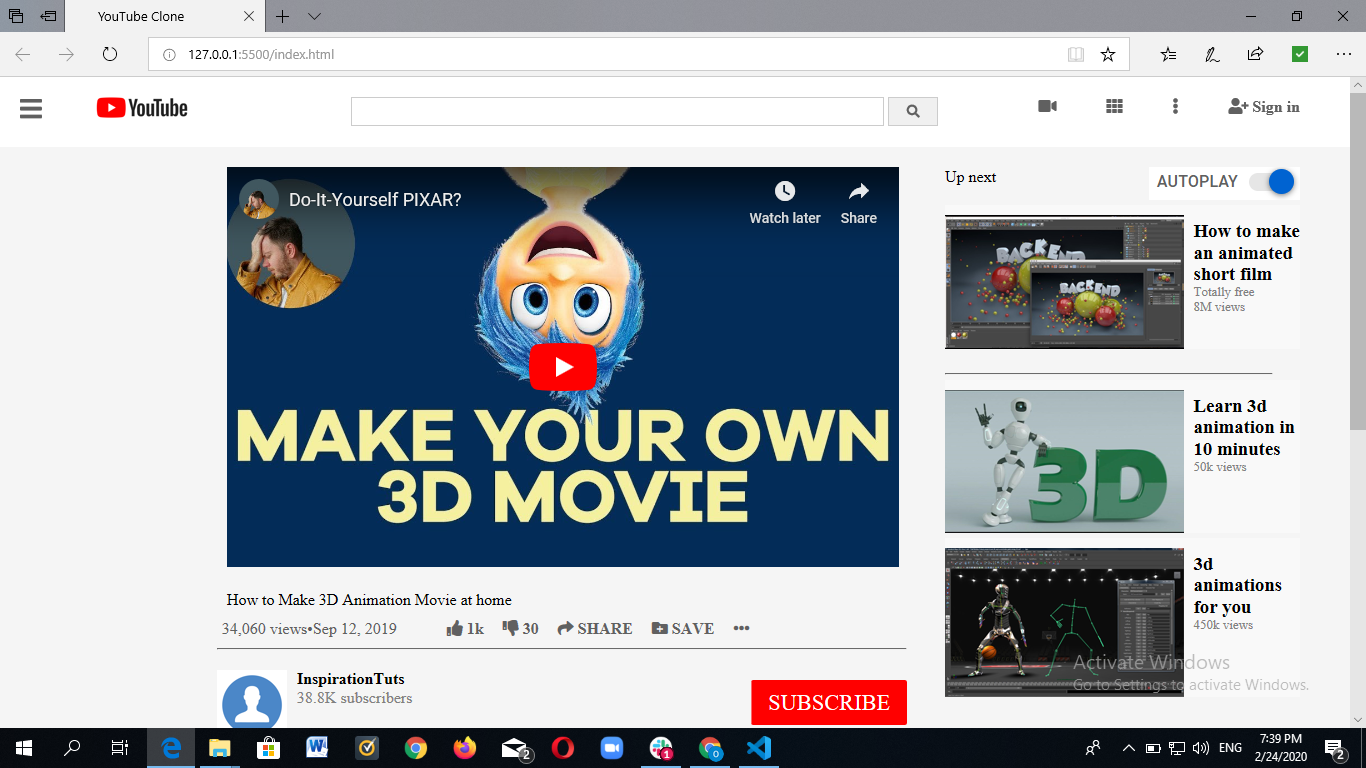 YouTube Clone
127.0.0.1:5500/index.html
YouTube
Sign in
Do-It-Yourself PIXAR?
Watch later
Share
MAKE YOUR OWN
3D MOVIE
How to Make 3D Animation Movie at home
34,060 views•Sep 12, 2019
1k
30
SHARE
SAVE
•••
InspirationTuts
38.8K subscribers
SUBSCRIBE
Up next
AUTOPLAY
BACKEND
BACKEND
How to make
an animated
short film
Totally free
8M views
3D
Learn 3d
animation in
10 minutes
50k views
3d
animations
for you
450k views
Activate Windows
Go to Settings to activate Windows.
2
1
O
ENG
7:39 PM
2/24/2020
2